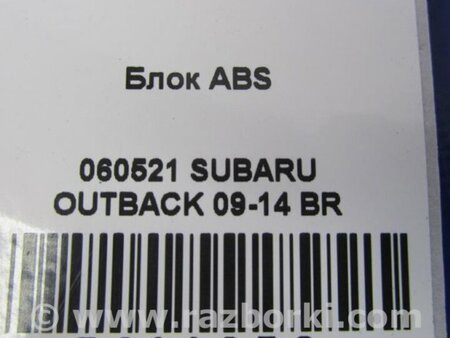 Блок ABS
060521 SUBARU
OUTBACK 09-14 BR
© www.razborki.com